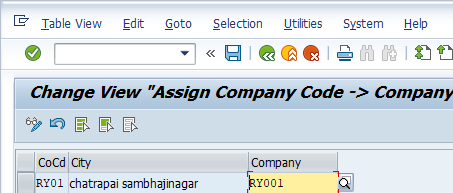 Table View Edit Goto Selection Utilities System Help
Change View "Assign Company Code -> Company
CoCd City Company
RY01 chatrapai sambhajinagar RY001